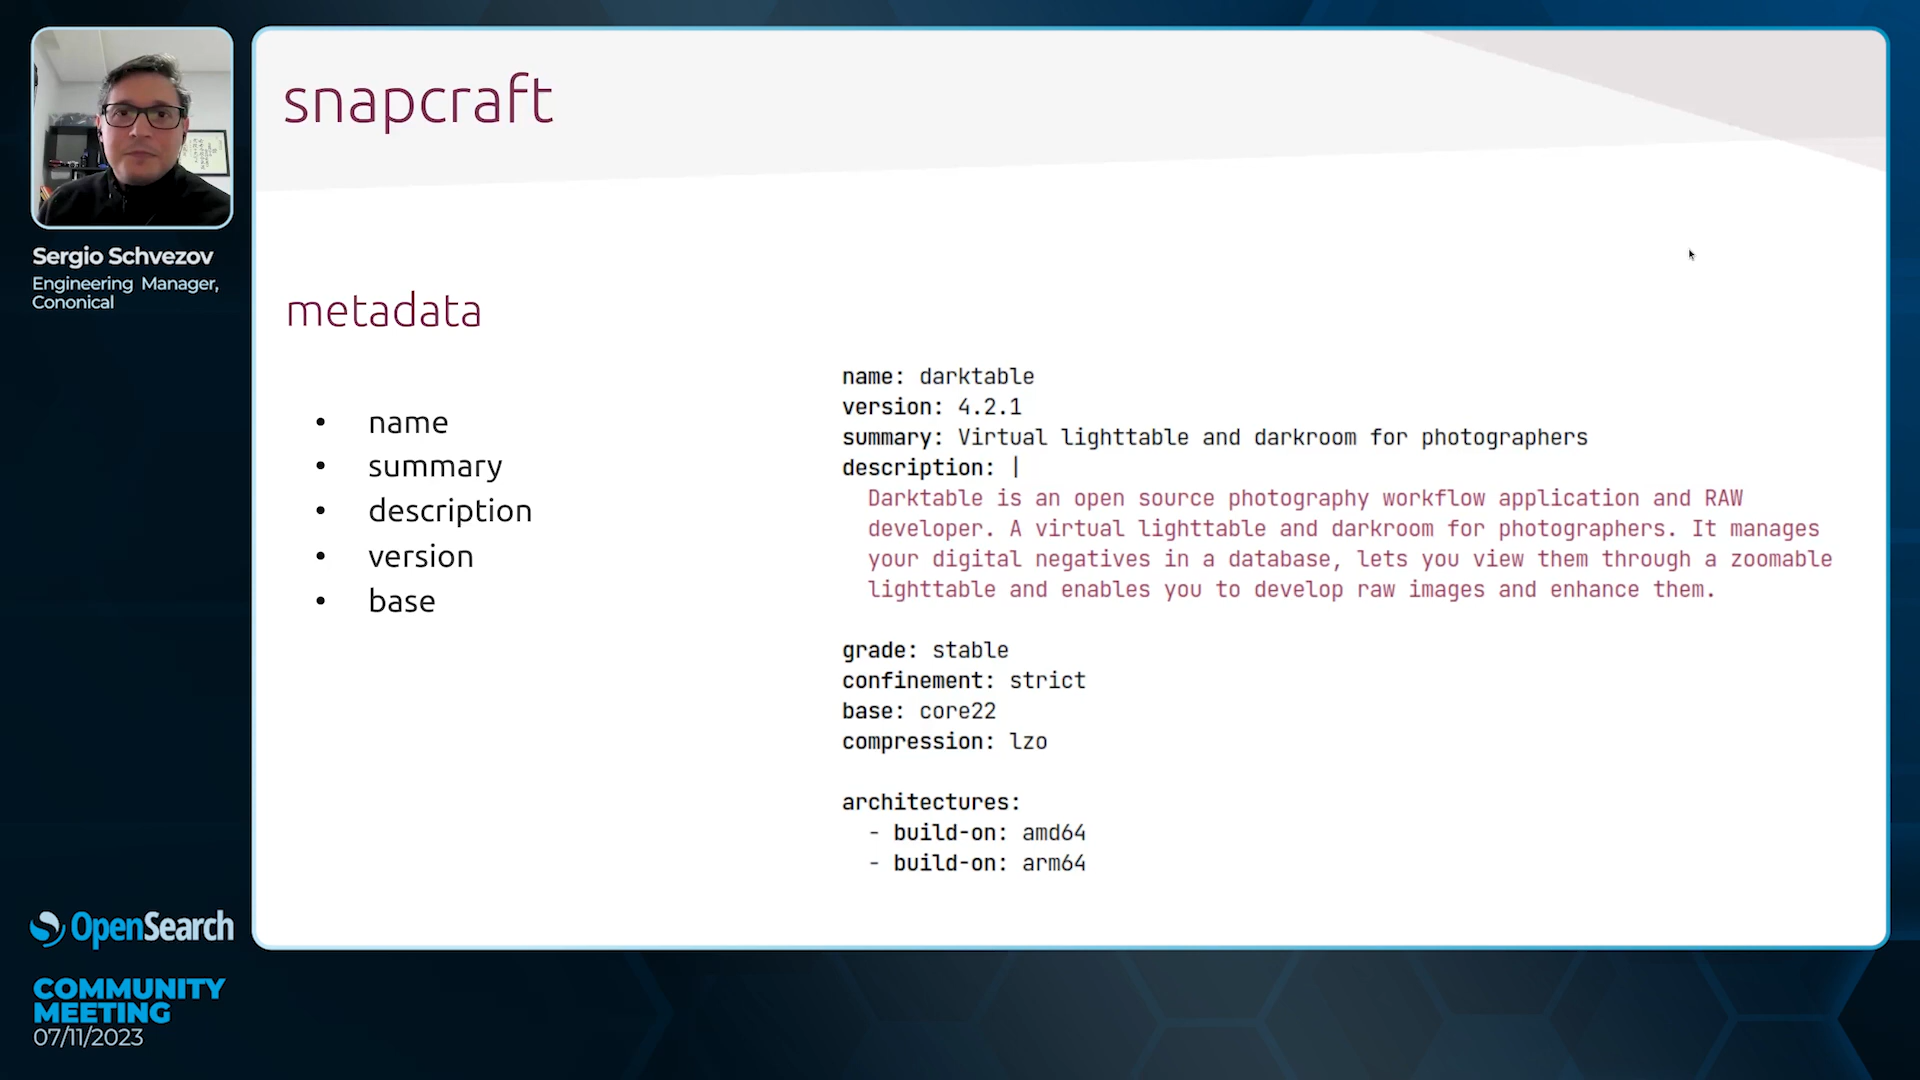 snapcraft
Sergio Schvezov
Engineering Manager,
Cononical
metadata
• name
• summary
• description
• version
• base
name: darktable
version: 4.2.1
summary: Virtual lighttable and darkroom for photographers
description: |
Darktable is an open source photography workflow application and RAW
developer. A virtual lighttable and darkroom for photographers. It manages
your digital negatives in a database, lets you view them through a zoomable
lighttable and enables you to develop raw images and enhance them.
grade: stable
confinement: strict
base: core22
compression: lzo
architectures:
- build-on: amd64
- build-on: arm64
OpenSearch
COMMUNITY
MEETING
07/11/2023